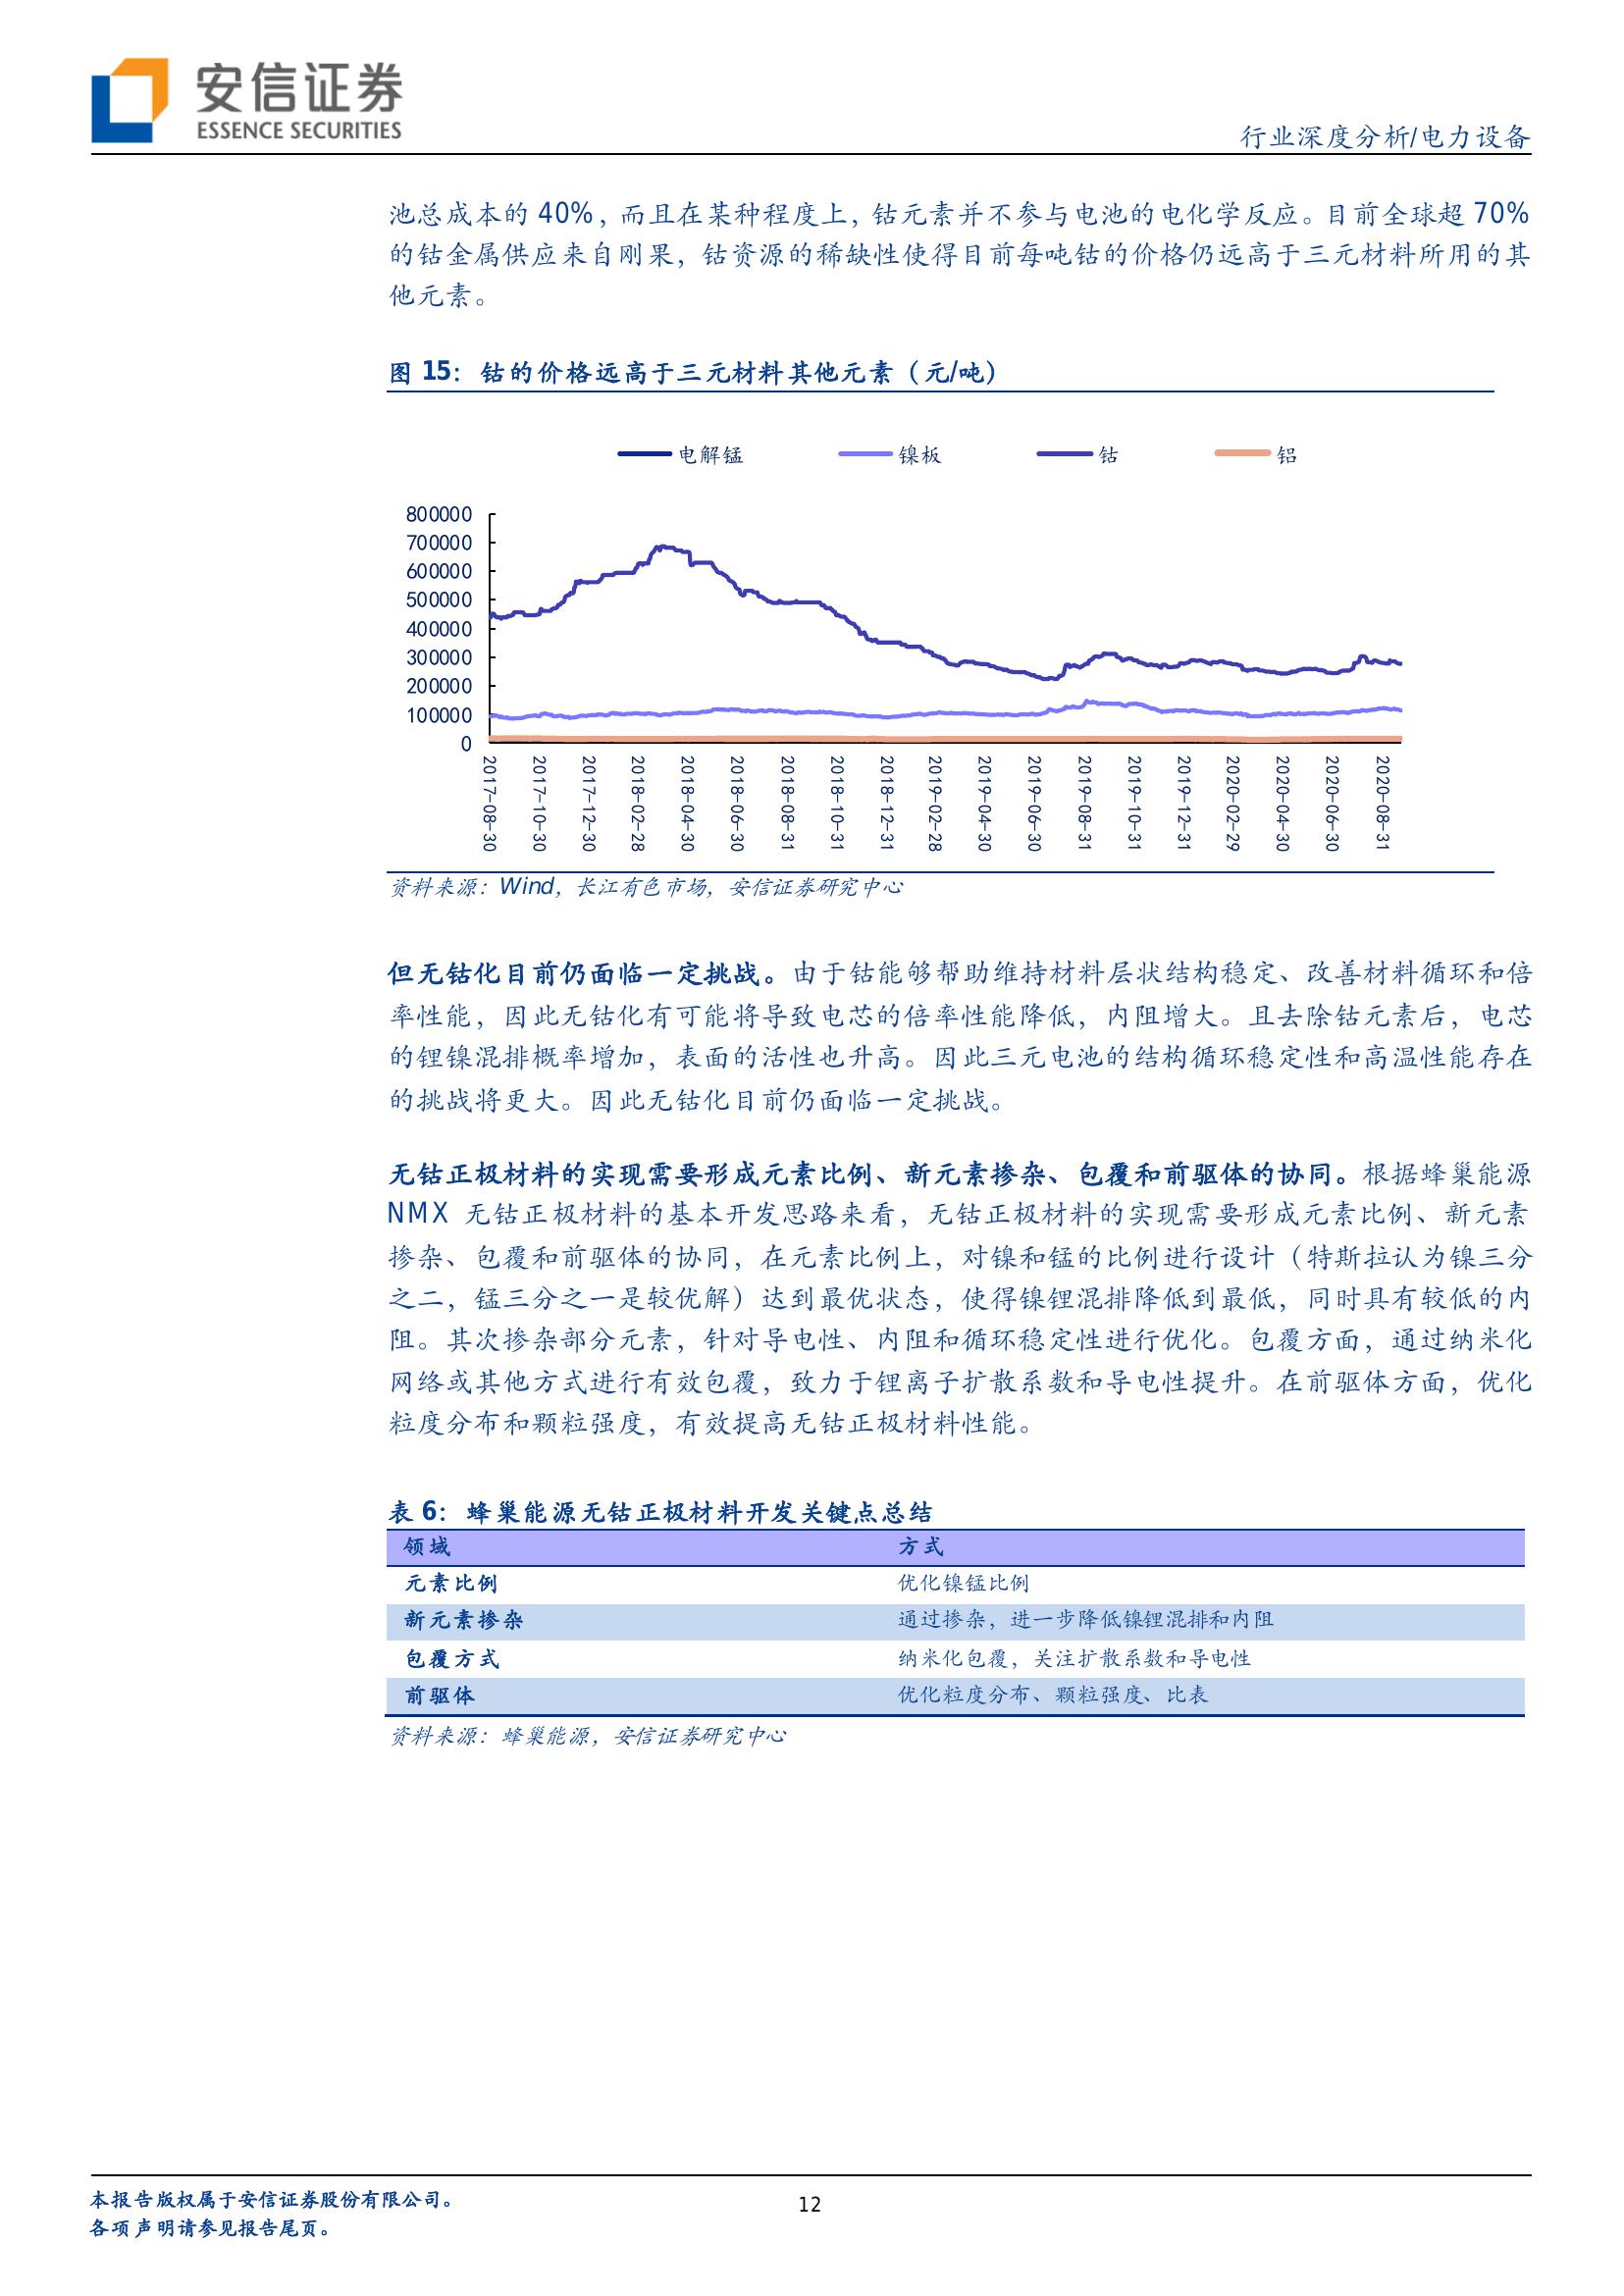 安信证券
ESSENCE SECURITIES
行业深度分析/电力设备
池总成本的 40%，而且在某种程度上，钴元素并不参与电池的电化学反应。目前全球超 70%
的钴金属供应来自刚果，钴资源的稀缺性使得目前每吨钴的价格仍远高于三元材料所用的其
他元素。
图 15：钴的价格远高于三元材料其他元素（元/吨）
电解锰 镍板 钴 铝
800000
700000
600000
500000
400000
300000
200000
100000
0
2017-08-30
2017-10-30
2017-12-30
2018-02-28
2018-04-30
2018-06-30
2018-08-31
2018-10-31
2018-12-31
2019-02-28
2019-04-30
2019-06-30
2019-08-31
2019-10-31
2019-12-31
2020-02-29
2020-04-30
2020-06-30
2020-08-31
资料来源：Wind，长江有色市场，安信证券研究中心
但无钴化目前仍面临一定挑战。由于钴能够帮助维持材料层状结构稳定、改善材料循环和倍
率性能，因此无钴化有可能将导致电芯的倍率性能降低，内阻增大。且去除钴元素后，电芯
的锂镍混排概率增加，表面的活性也升高。因此三元电池的结构循环稳定性和高温性能存在
的挑战将更大。因此无钴化目前仍面临一定挑战。
无钴正极材料的实现需要形成元素比例、新元素掺杂、包覆和前驱体的协同。根据蜂巢能源
NMX 无钴正极材料的基本开发思路来看，无钴正极材料的实现需要形成元素比例、新元素
掺杂、包覆和前驱体的协同，在元素比例上，对镍和锰的比例进行设计（特斯拉认为镍三分
之二，锰三分之一是较优解）达到最优状态，使得镍锂混排降低到最低，同时具有较低的内
阻。其次掺杂部分元素，针对导电性、内阻和循环稳定性进行优化。包覆方面，通过纳米化
网络或其他方式进行有效包覆，致力于锂离子扩散系数和导电性提升。在前驱体方面，优化
粒度分布和颗粒强度，有效提高无钴正极材料性能。
表 6：蜂巢能源无钴正极材料开发关键点总结
领域 方式
元素比例 优化镍锰比例
新元素掺杂 通过掺杂，进一步降低镍锂混排和内阻
包覆方式 纳米化包覆，关注扩散系数和导电性
前驱体 优化粒度分布、颗粒强度、比表
资料来源：蜂巢能源，安信证券研究中心
本报告版权属于安信证券股份有限公司。
12
各项声明请参见报告尾页。